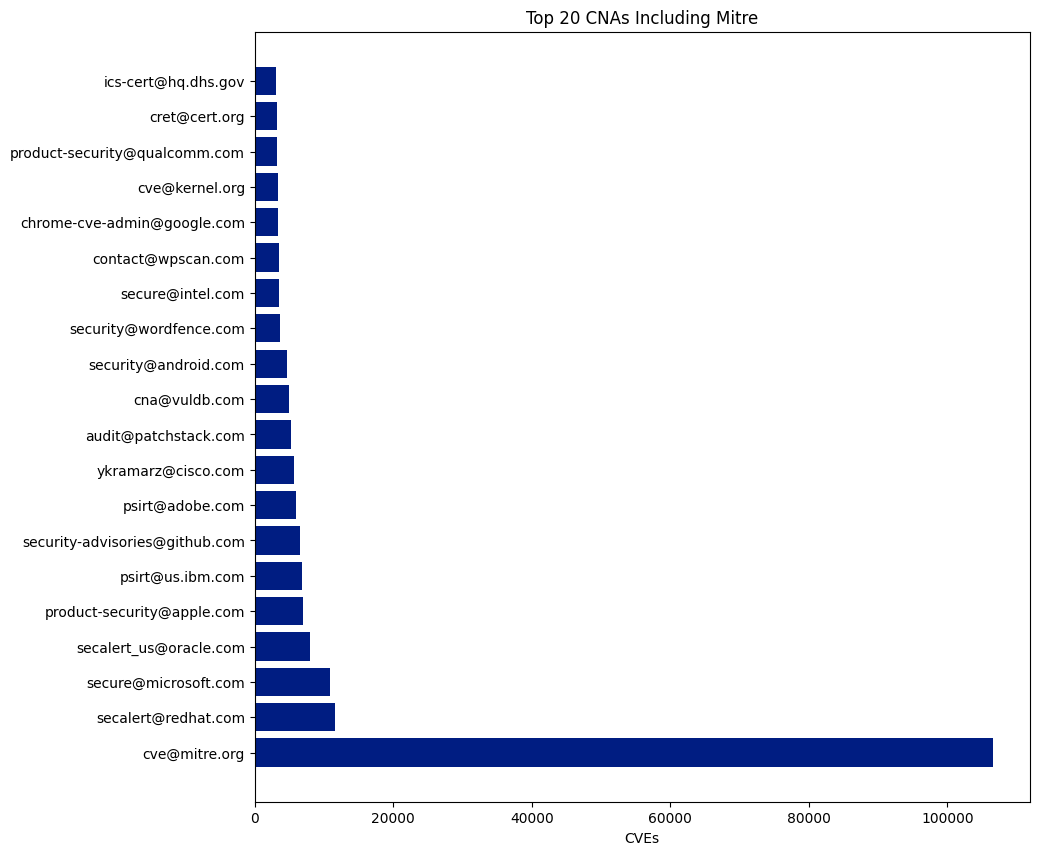 Top 20 CNAs Including Mitre
ics-cert@hq.dhs.gov
cret@cert.org
product-security@qualcomm.com
cve@kernel.org
chrome-cve-admin@google.com
contact@wpscan.com
secure@intel.com
security@wordfence.com
security@android.com
cna@vuldb.com
audit@patchstack.com
ykramarz@cisco.com
psirt@adobe.com
security-advisories@github.com
psirt@us.ibm.com
product-security@apple.com
secalert_us@oracle.com
secure@microsoft.com
secalert@redhat.com
cve@mitre.org
0 20000 40000 60000 80000 100000
CVEs